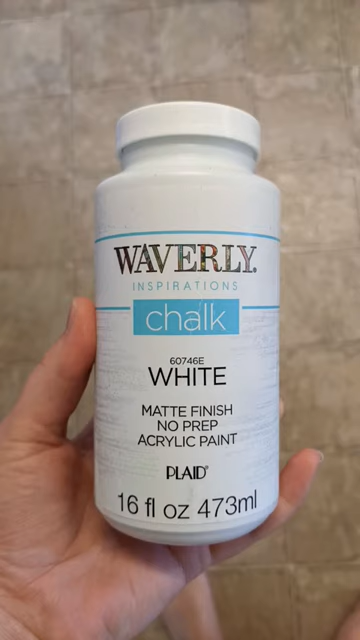 WAVERLY.
INSPIRATIONS
chalk
60746E
WHITE
MATTE FINISH
NO PREP
ACRYLIC PAINT
PLAID®
16 fl oz 473ml